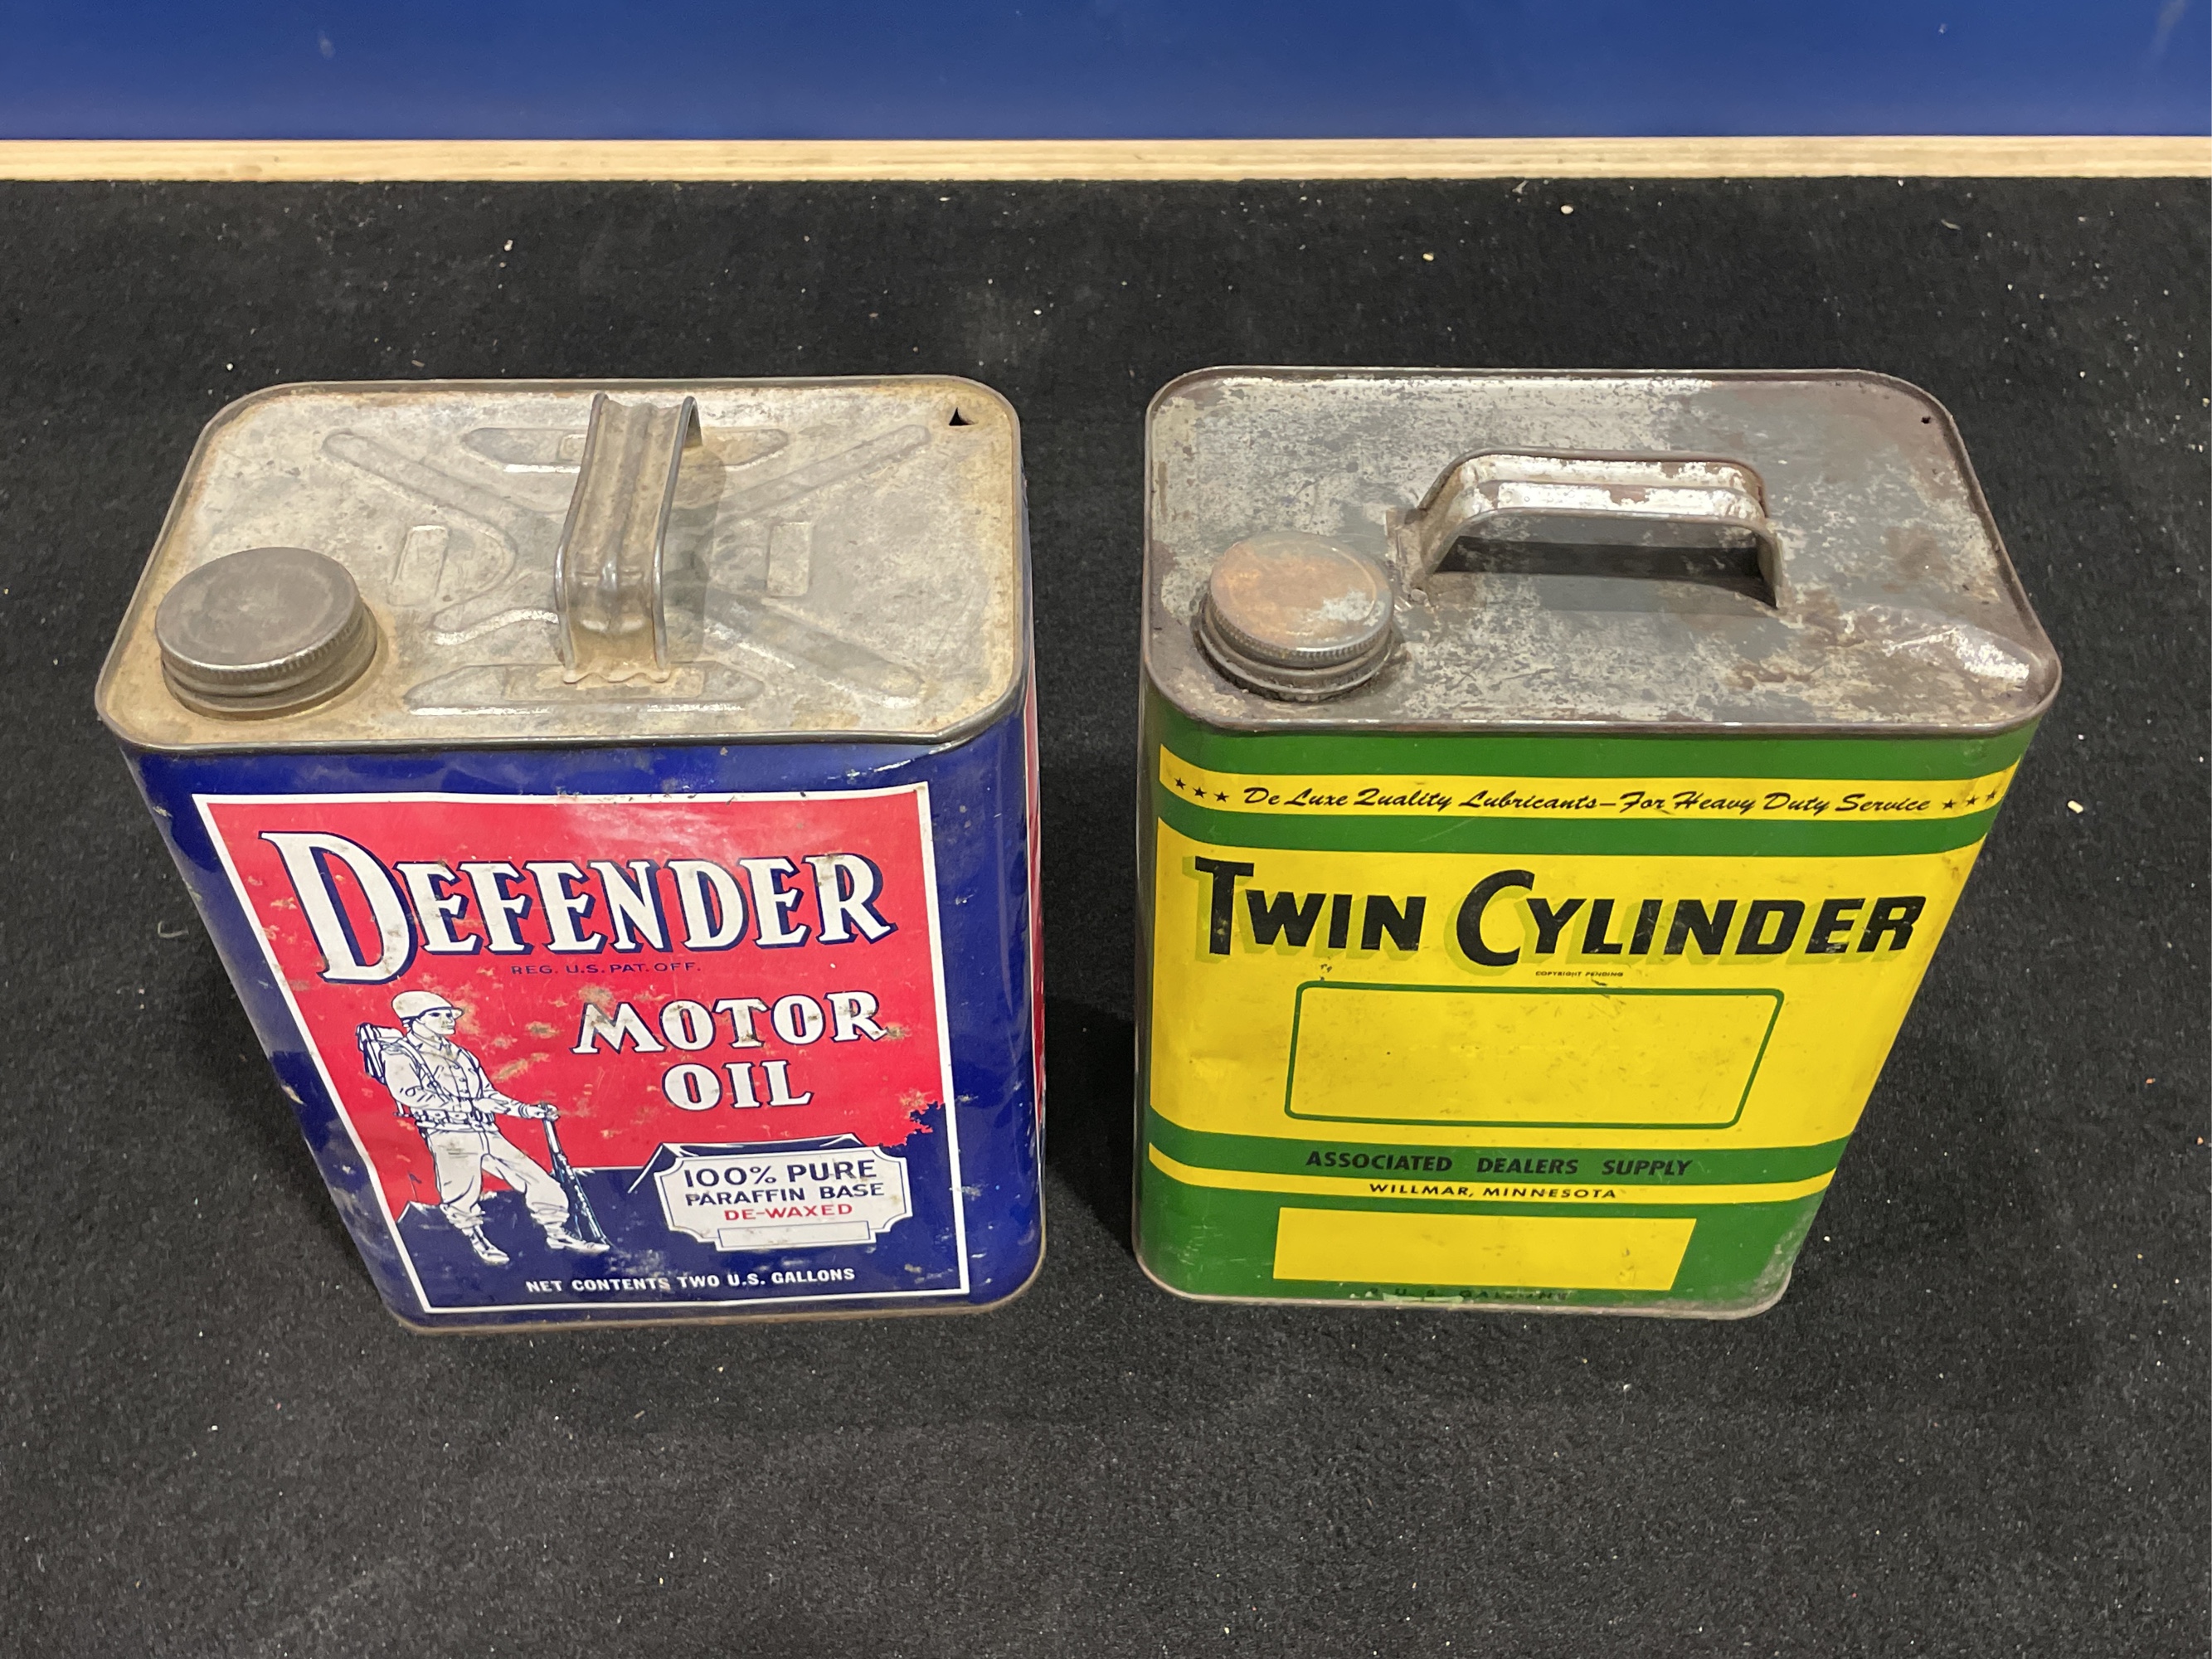 DEFENDER
REG. U.S. PAT. OFF.
MOTOR
OIL
100% PURE
PARAFFIN BASE
DE-WAXED
NET CONTENTS TWO U.S. GALLONS
De Luxe Quality Lubricants—For Heavy Duty Service
TWIN CYLINDER
COPYRIGHT PENDING
ASSOCIATED DEALERS SUPPLY
WILLMAR, MINNESOTA
U. S. GALLONS